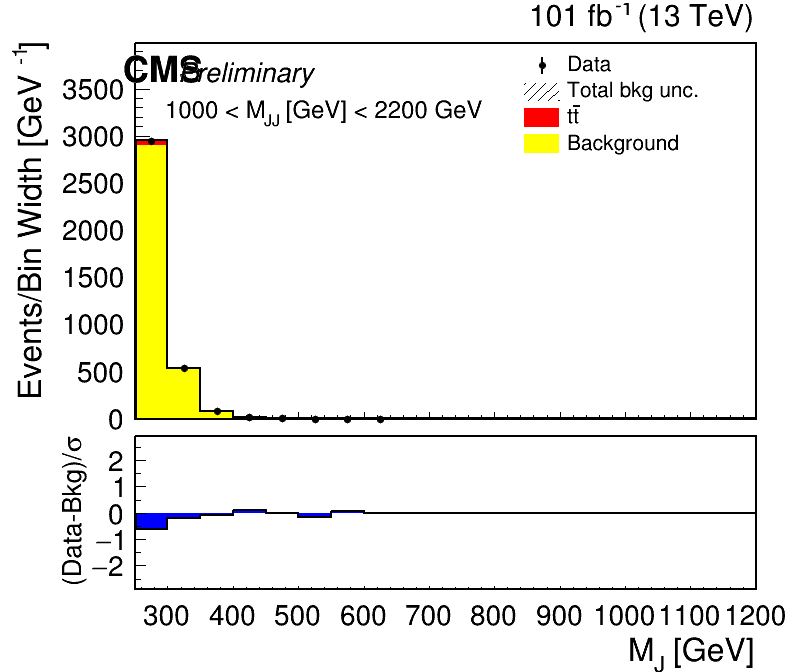 101 fb⁻¹ (13 TeV)
CMS Preliminary
1000 < M_JJ [GeV] < 2200 GeV
Data
Total bkg unc.
tt̄
Background
Events/Bin Width [GeV⁻¹]
3500
3000
2500
2000
1500
1000
500
0
(Data-Bkg)/σ
2
1
0
−1
−2
300 400 500 600 700 800 900 1000 1100 1200
M_J [GeV]